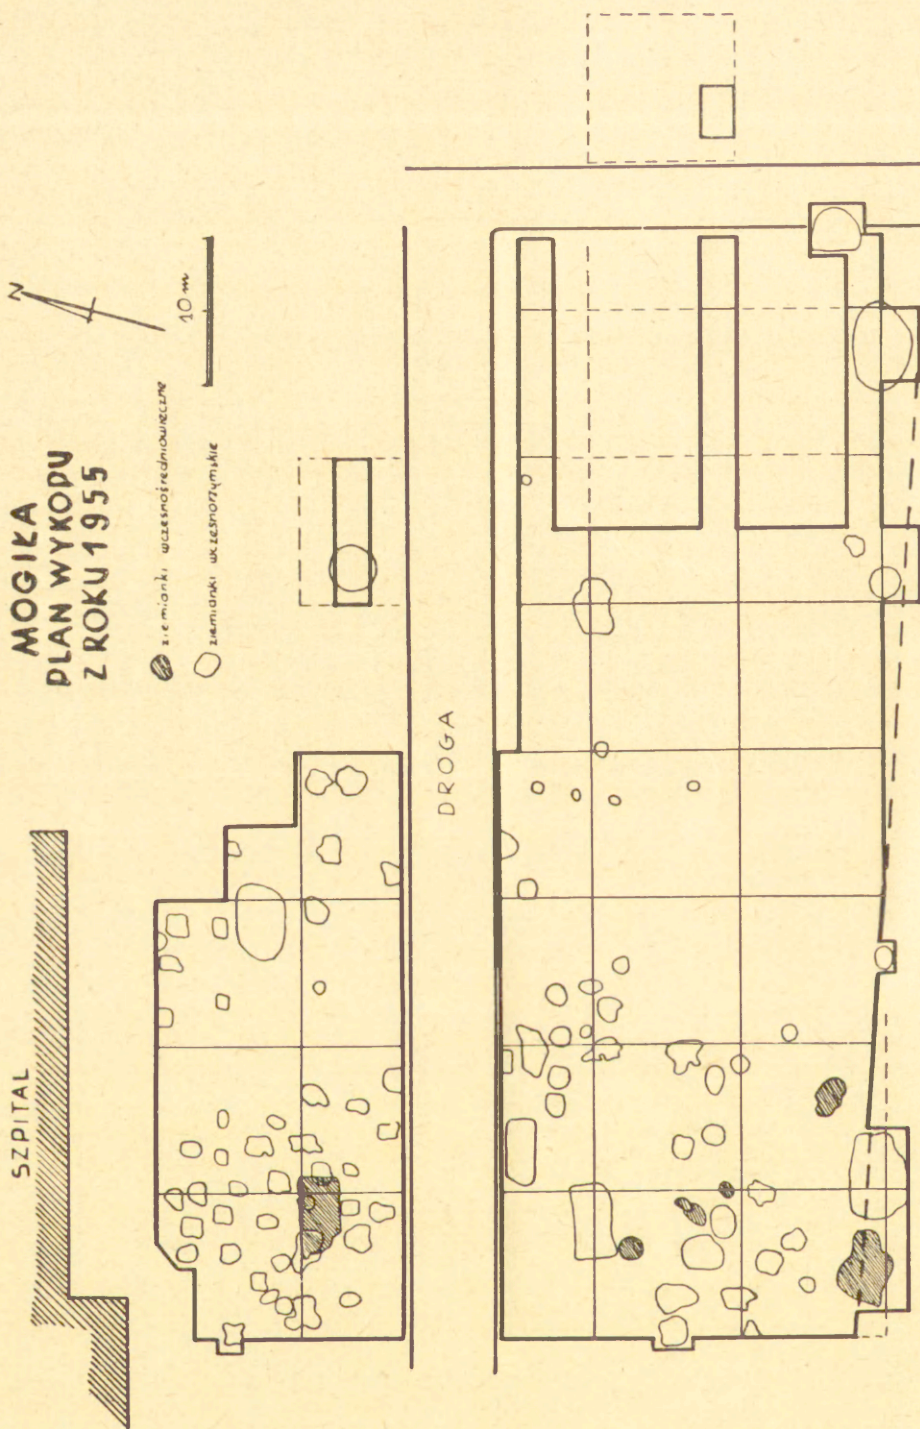 MOGIŁA
PLAN WYKOPU
Z ROKU 1955
ziemianki wczesnośredniowieczne
ziemianki wczesnorzymskie
N
10 m
SZPITAL
DROGA